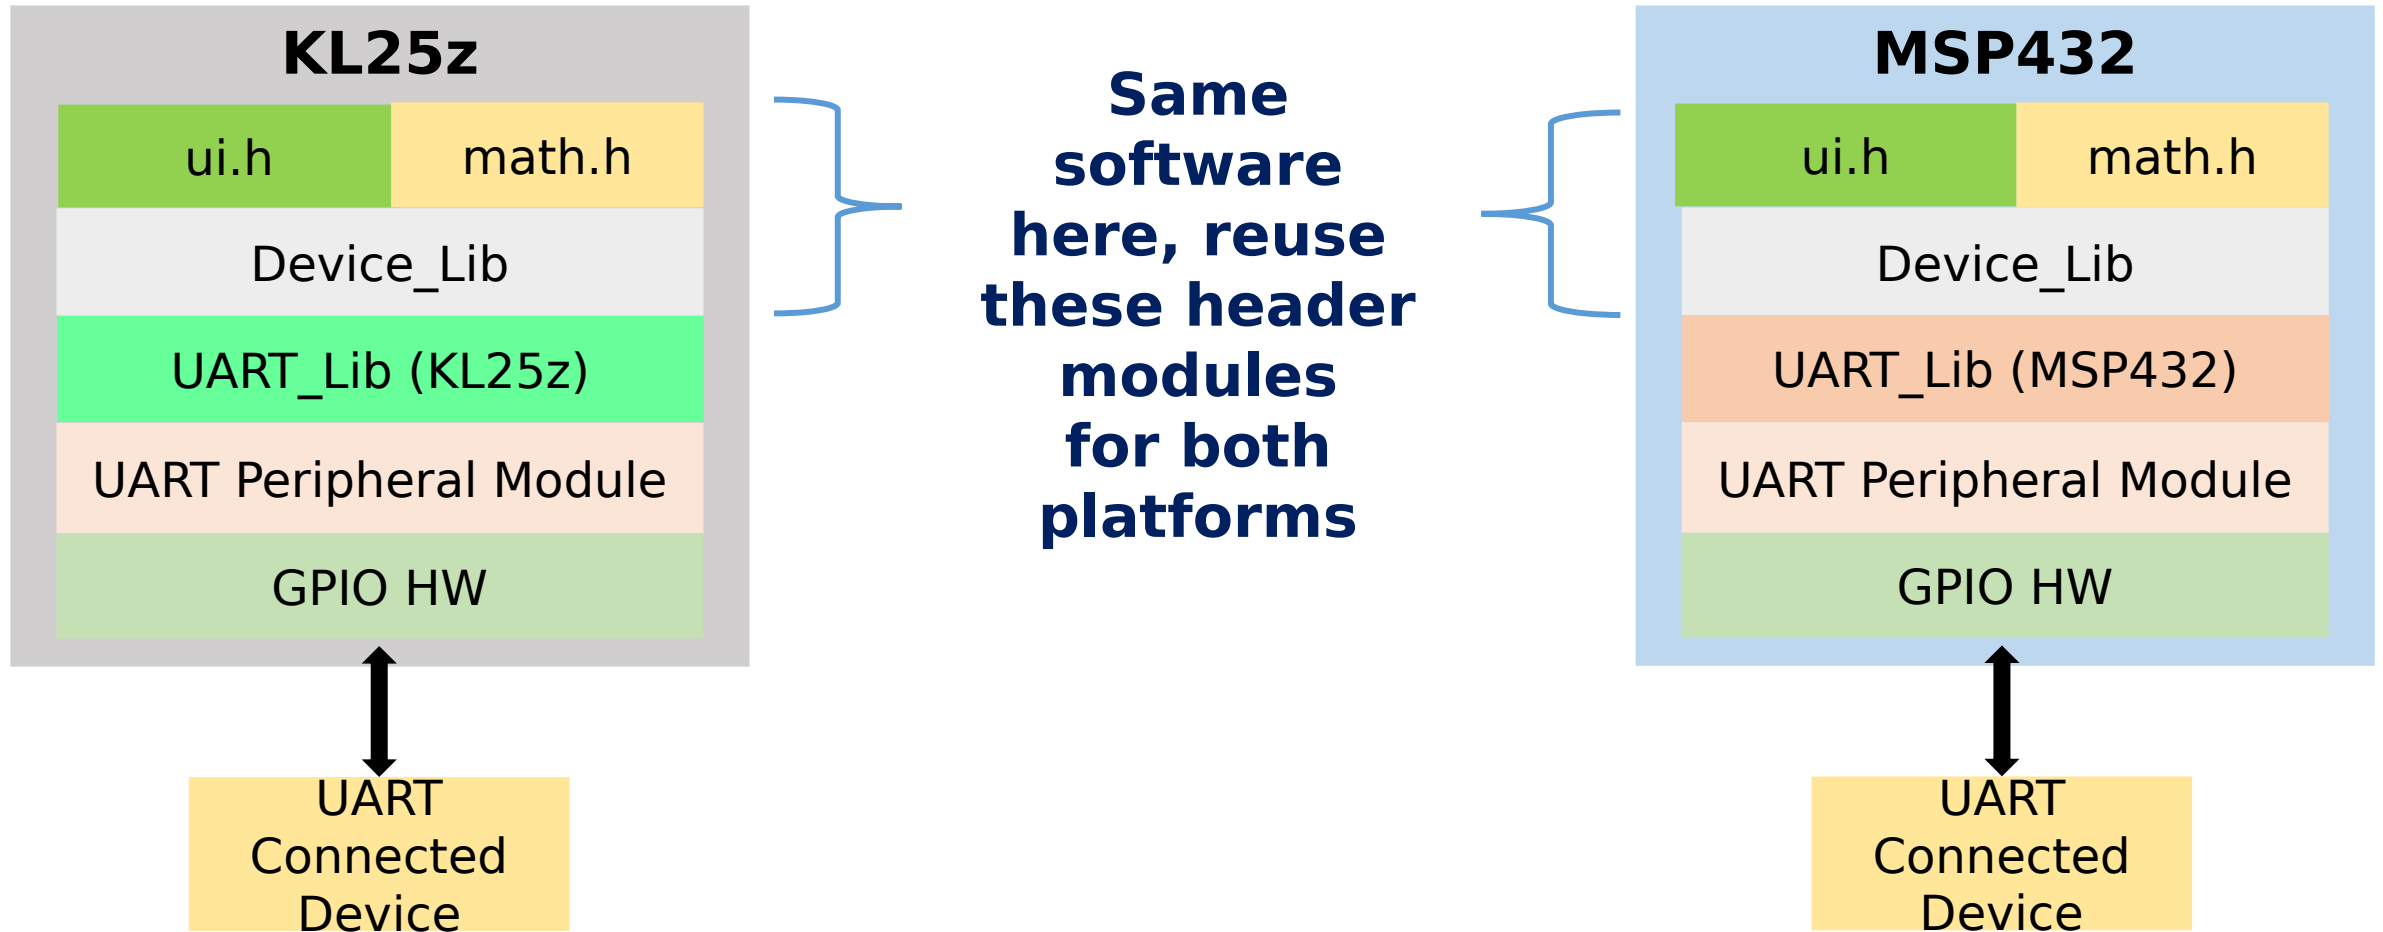 KL25z
ui.h
math.h
Device_Lib
UART_Lib (KL25z)
UART Peripheral Module
GPIO HW
UART
Connected
Device
Same
software
here, reuse
these header
modules
for both
platforms
MSP432
ui.h
math.h
Device_Lib
UART_Lib (MSP432)
UART Peripheral Module
GPIO HW
UART
Connected
Device